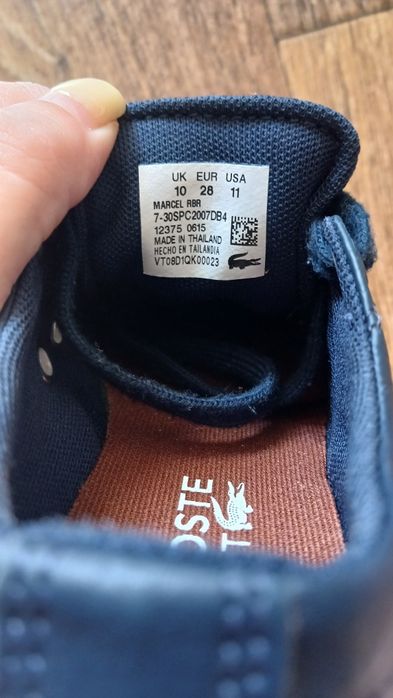 UK EUR USA
10 28 11
MARCEL RBR
7-30SPC2007DB4
12375 0615
MADE IN THAILAND
HECHO EN TAILANDIA
VT08D1QK00023
OSTE
T